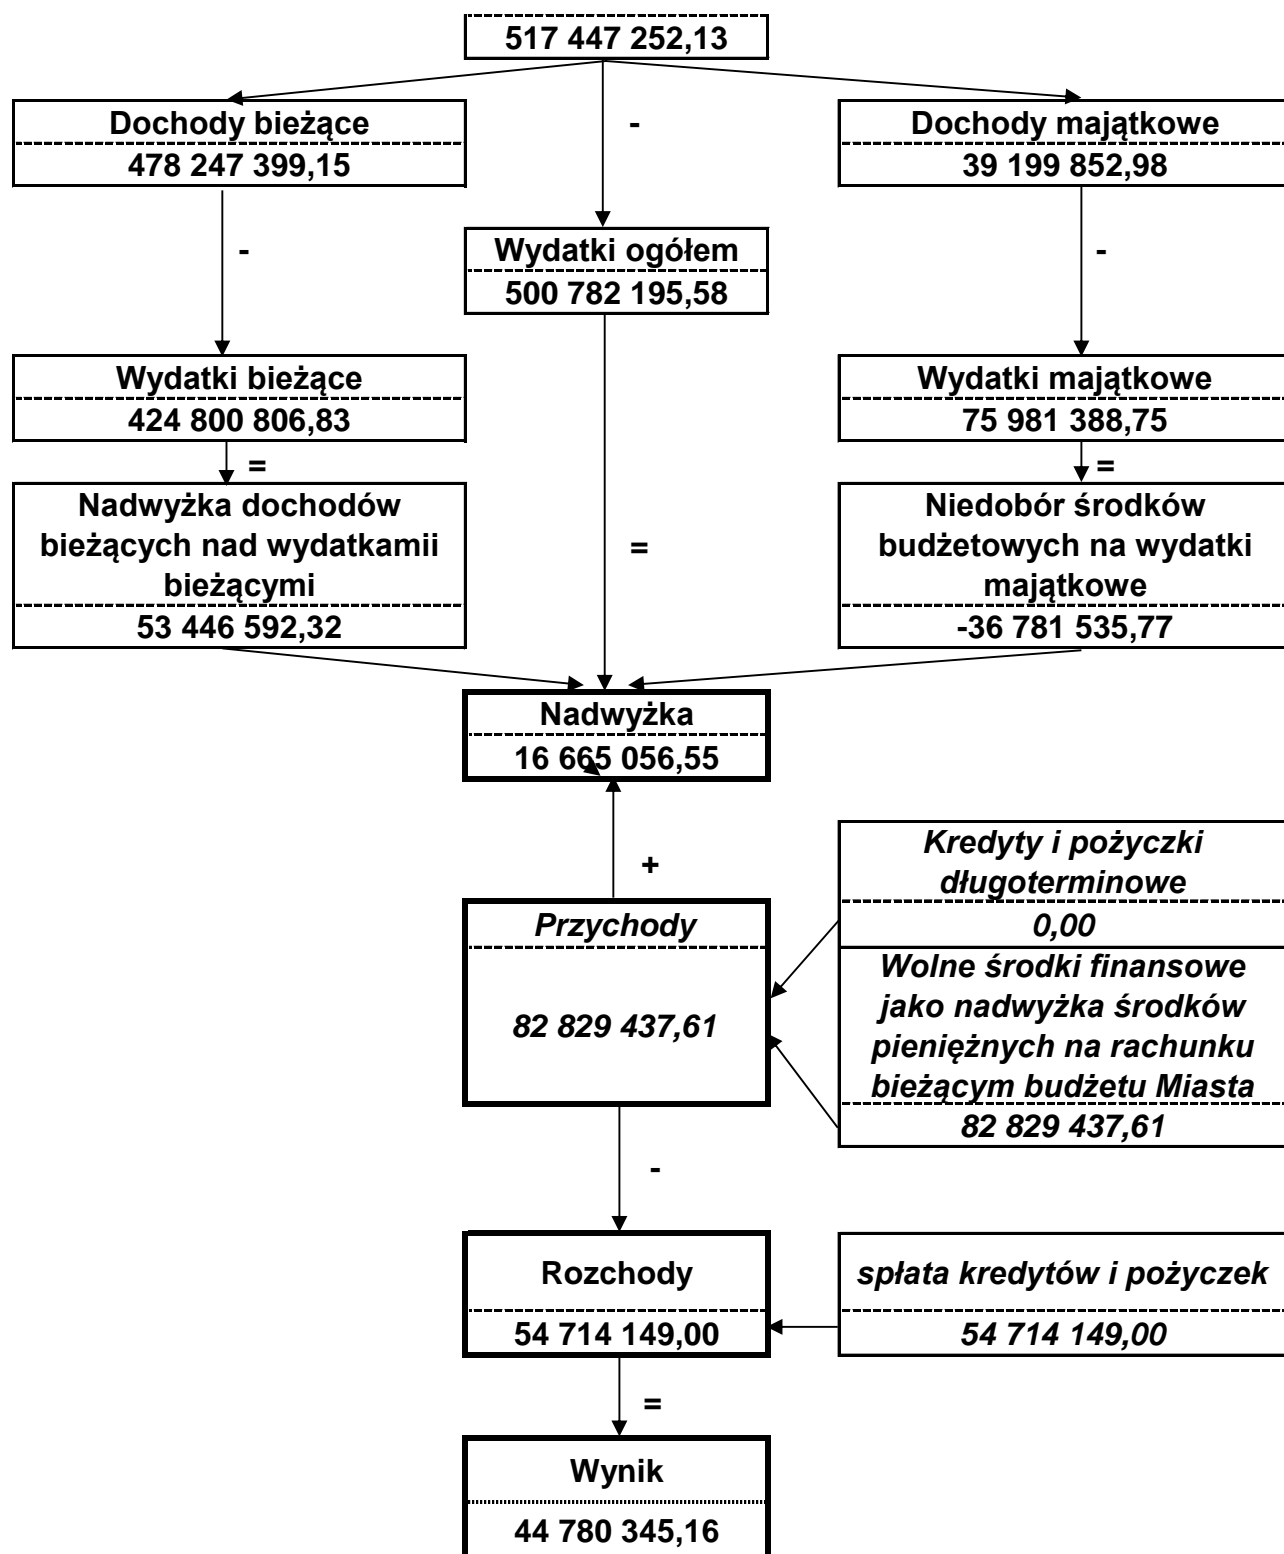 517 447 252,13
Dochody bieżące
478 247 399,15
-
Dochody majątkowe
39 199 852,98
-
Wydatki ogółem
500 782 195,58
-
Wydatki bieżące
424 800 806,83
Wydatki majątkowe
75 981 388,75
=
=
Nadwyżka dochodów
bieżących nad wydatkamii
bieżącymi
53 446 592,32
=
Niedobór środków
budżetowych na wydatki
majątkowe
-36 781 535,77
Nadwyżka
16 665 056,55
+
Kredyty i pożyczki
długoterminowe
0,00
Przychody
82 829 437,61
Wolne środki finansowe
jako nadwyżka środków
pieniężnych na rachunku
bieżącym budżetu Miasta
82 829 437,61
-
Rozchody
54 714 149,00
spłata kredytów i pożyczek
54 714 149,00
=
Wynik
44 780 345,16